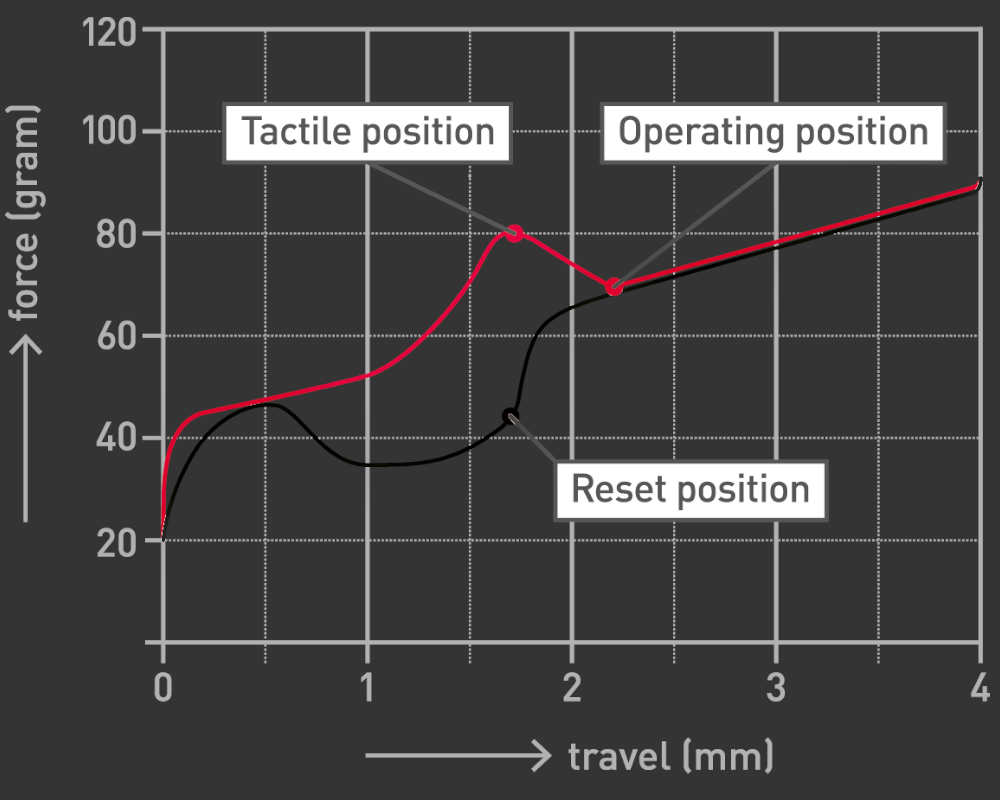 120
100
80
60
40
20
force (gram)
Tactile position
Operating position
Reset position
0 1 2 3 4
travel (mm)